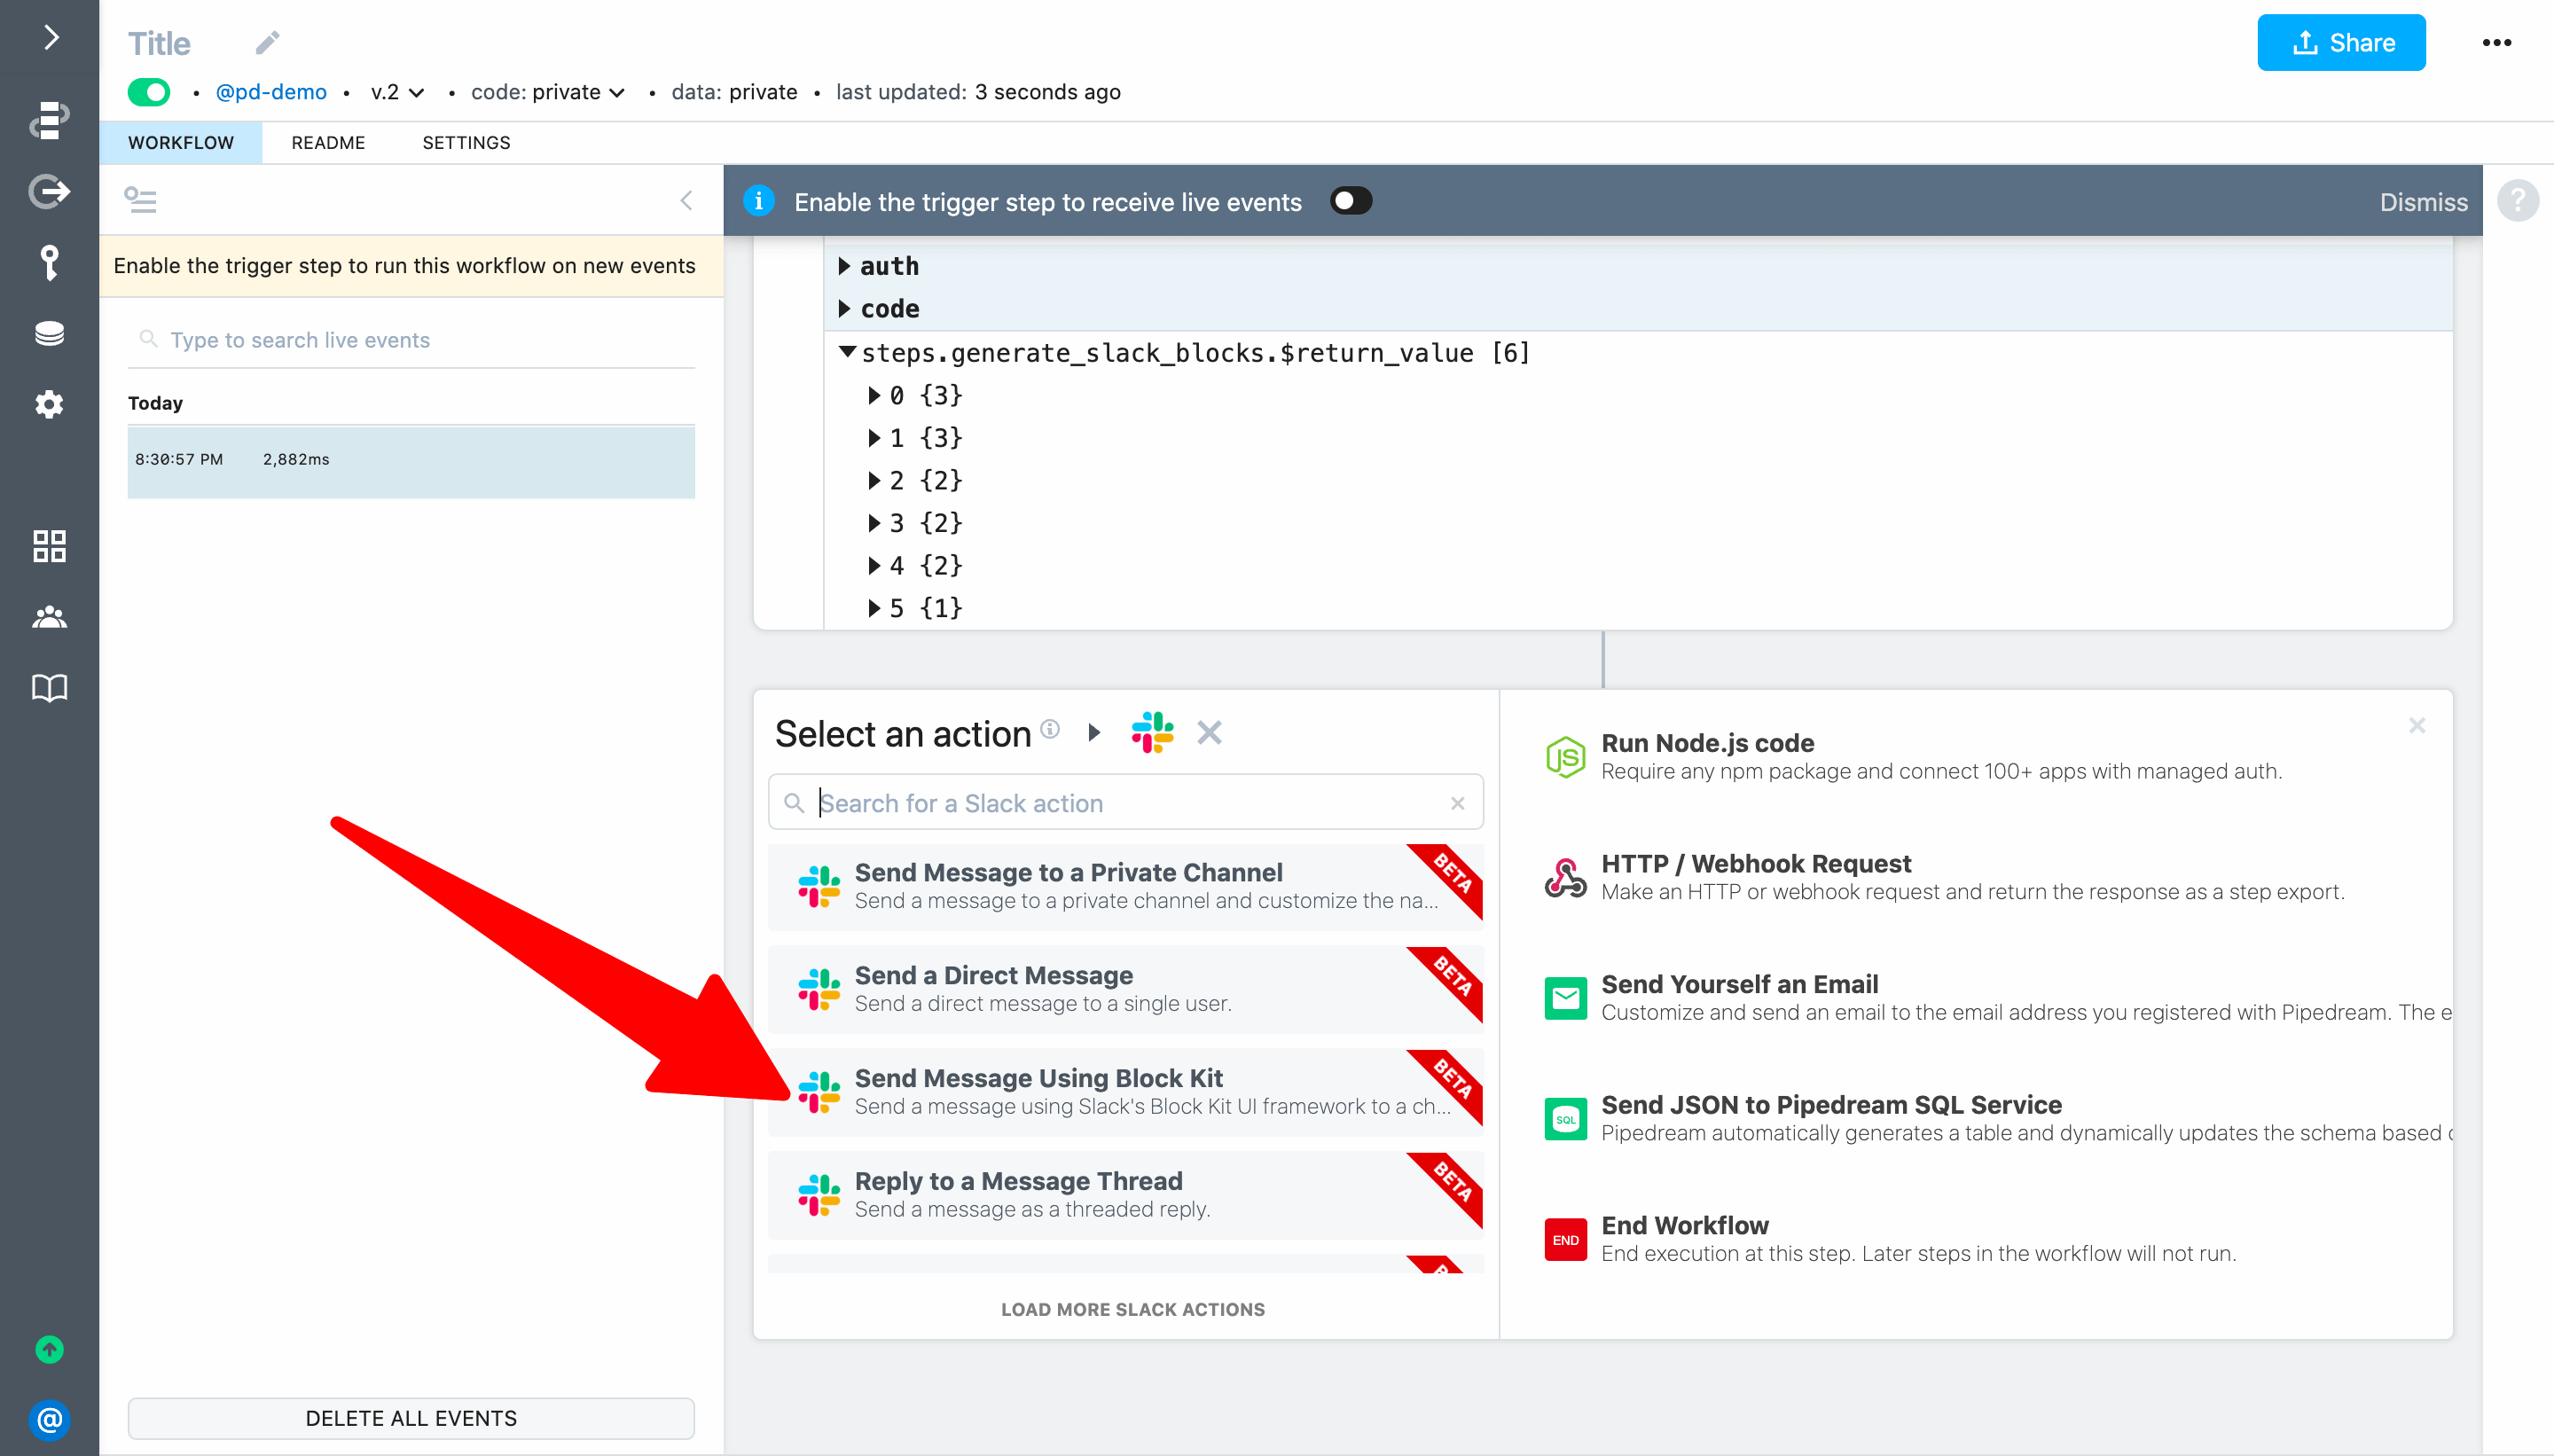 Title
Share
@pd-demo • v.2 • code: private • data: private • last updated: 3 seconds ago
WORKFLOW README SETTINGS
Enable the trigger step to receive live events
Dismiss
?
Enable the trigger step to run this workflow on new events
Type to search live events
Today
8:30:57 PM 2,882ms
DELETE ALL EVENTS
auth
code
steps.generate_slack_blocks.$return_value [6]
0 {3}
1 {3}
2 {2}
3 {2}
4 {2}
5 {1}
Select an action
Search for a Slack action
Send Message to a Private Channel
Send a message to a private channel and customize the na...
BETA
Send a Direct Message
Send a direct message to a single user.
BETA
Send Message Using Block Kit
Send a message using Slack's Block Kit UI framework to a ch...
BETA
Reply to a Message Thread
Send a message as a threaded reply.
BETA
LOAD MORE SLACK ACTIONS
JS
Run Node.js code
Require any npm package and connect 100+ apps with managed auth.
HTTP / Webhook Request
Make an HTTP or webhook request and return the response as a step export.
Send Yourself an Email
Customize and send an email to the email address you registered with Pipedream. The e
SQL
Send JSON to Pipedream SQL Service
Pipedream automatically generates a table and dynamically updates the schema based
END
End Workflow
End execution at this step. Later steps in the workflow will not run.
@